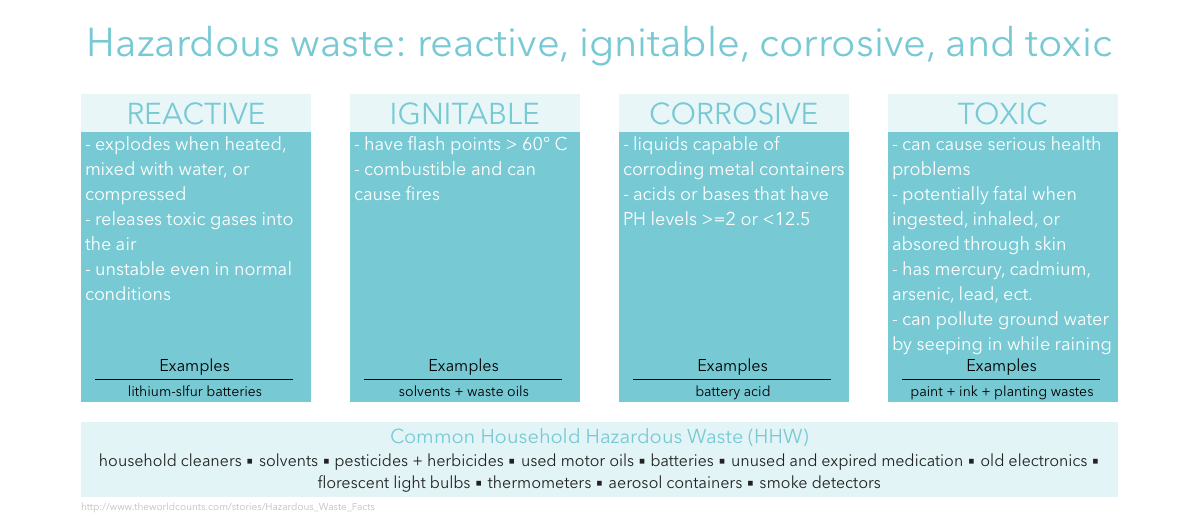 Hazardous waste: reactive, ignitable, corrosive, and toxic
REACTIVE
- explodes when heated,
mixed with water, or
compressed
- releases toxic gases into
the air
- unstable even in normal
conditions
Examples
lithium-slfur batteries
IGNITABLE
- have flash points > 60° C
- combustible and can
cause fires
Examples
solvents + waste oils
CORROSIVE
- liquids capable of
corroding metal containers
- acids or bases that have
PH levels >=2 or <12.5
Examples
battery acid
TOXIC
- can cause serious health
problems
- potentially fatal when
ingested, inhaled, or
absored through skin
- has mercury, cadmium,
arsenic, lead, ect.
- can pollute ground water
by seeping in while raining
Examples
paint + ink + planting wastes
Common Household Hazardous Waste (HHW)
household cleaners ▪ solvents ▪ pesticides + herbicides ▪ used motor oils ▪ batteries ▪ unused and expired medication ▪ old electronics ▪
florescent light bulbs ▪ thermometers ▪ aerosol containers ▪ smoke detectors
http://www.theworldcounts.com/stories/Hazardous_Waste_Facts